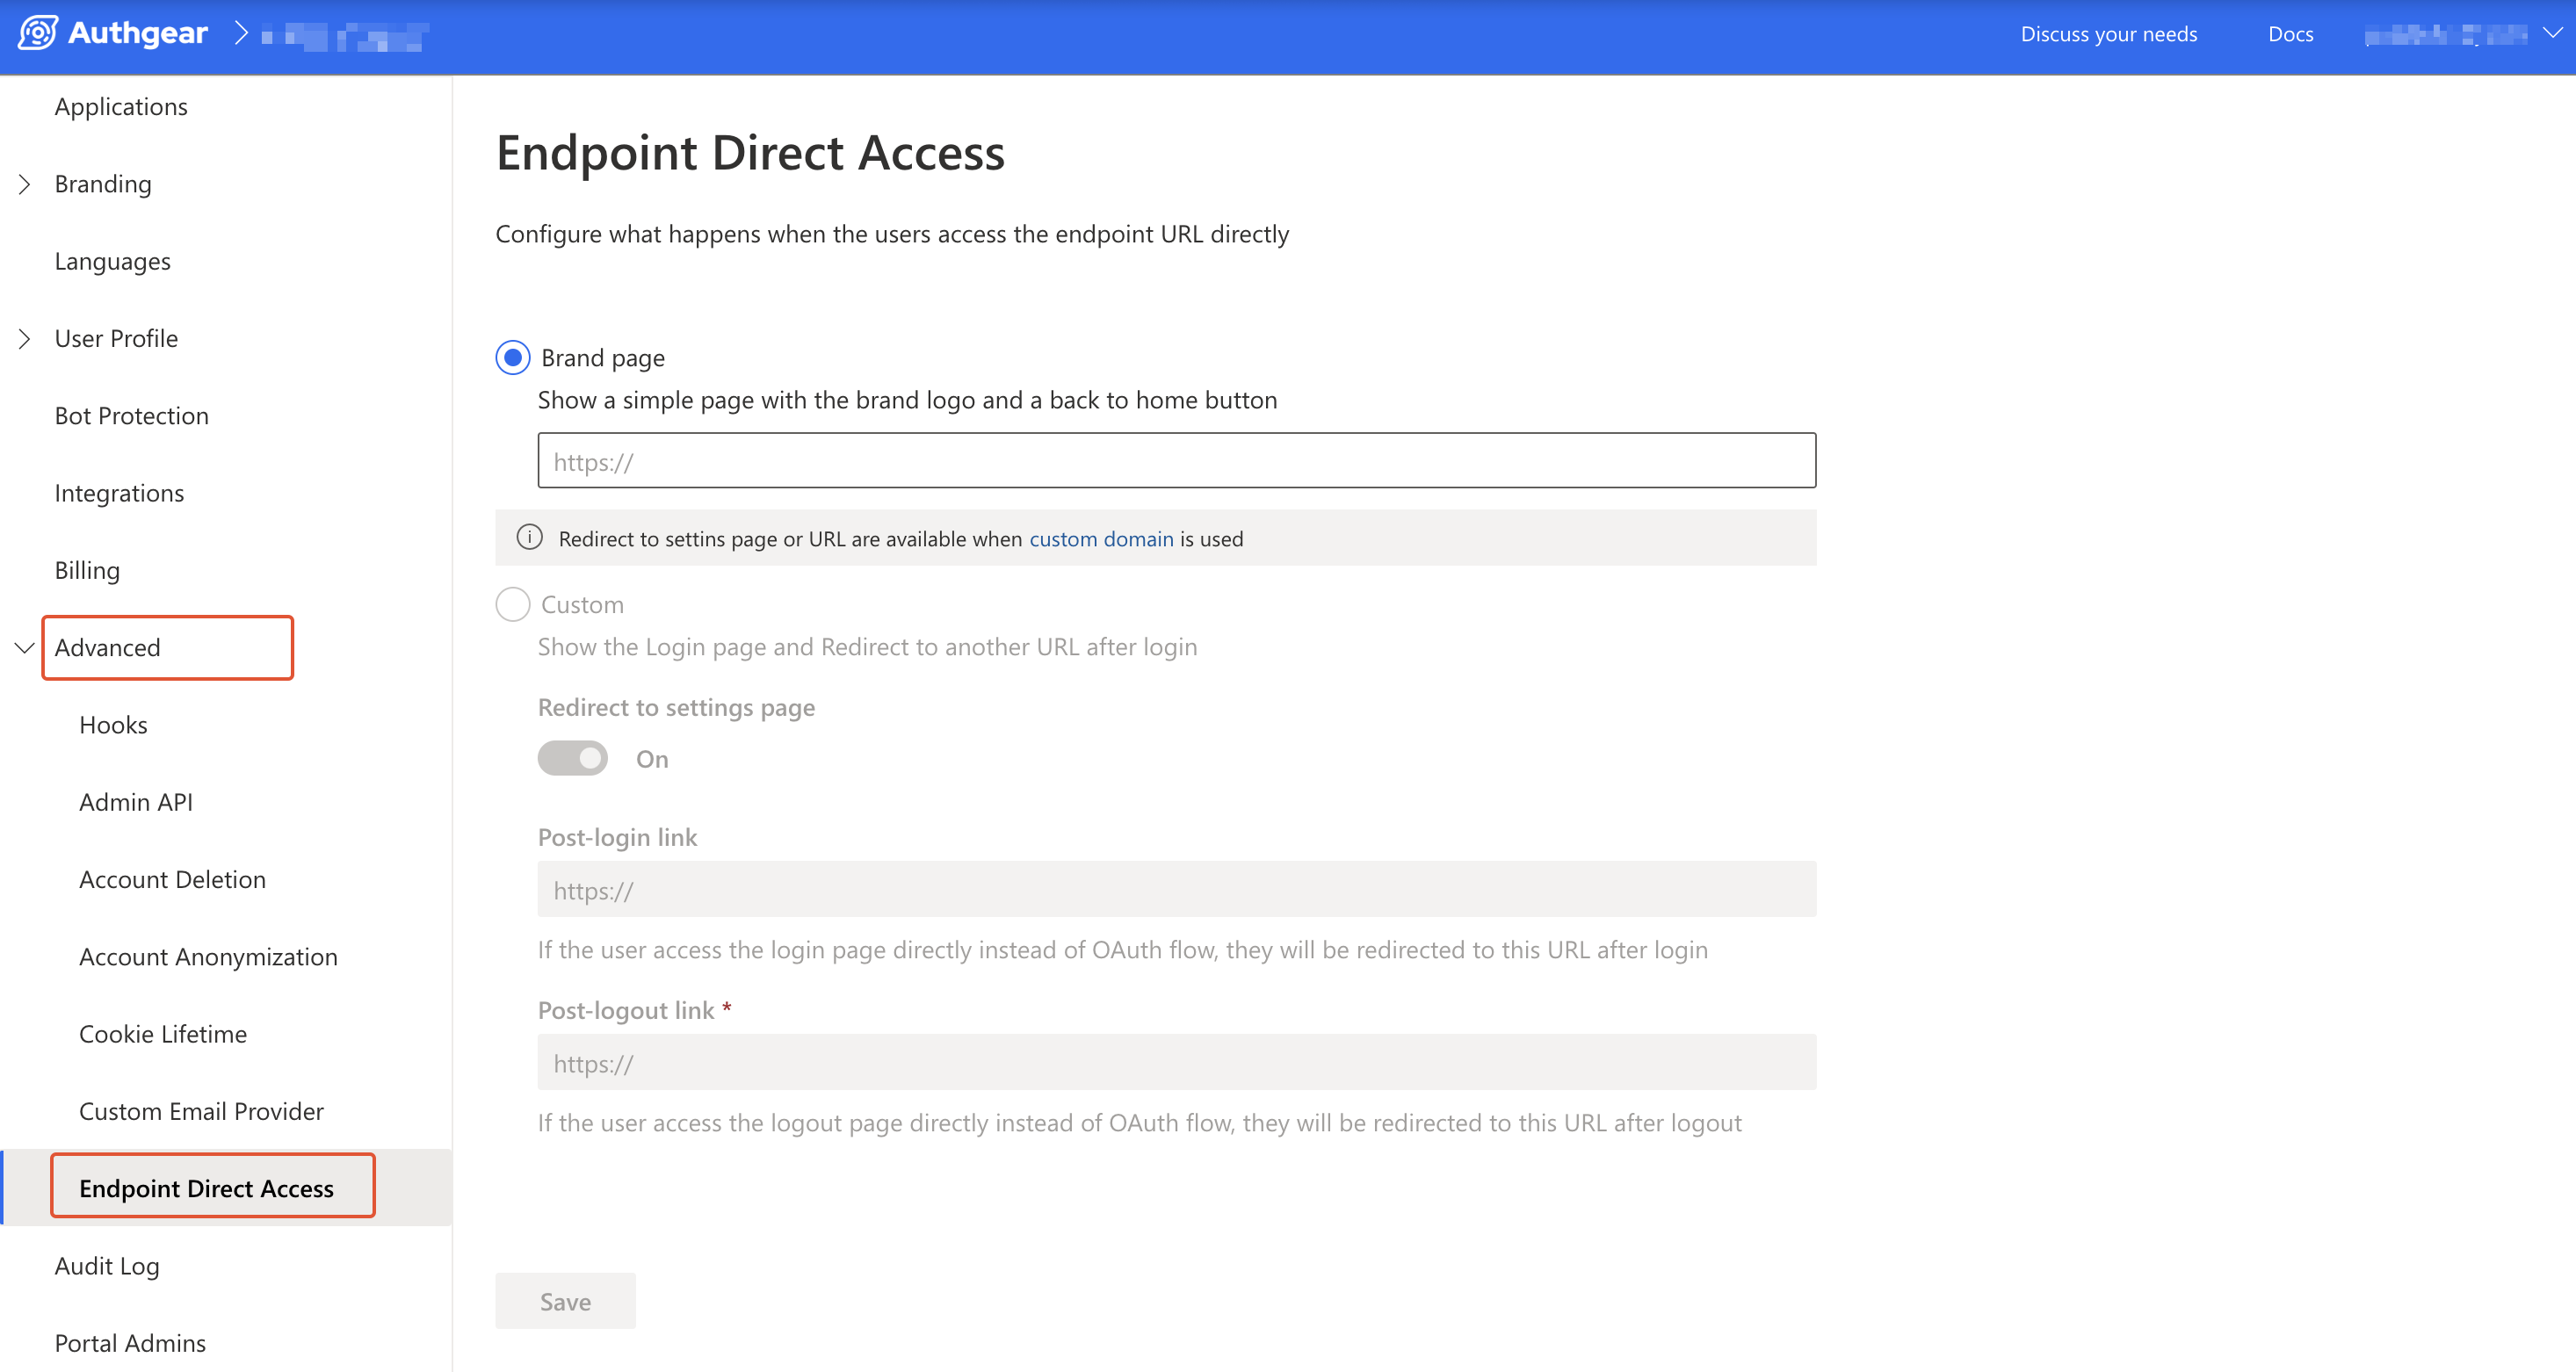 Authgear
Discuss your needs
Docs
Applications
Branding
Languages
User Profile
Bot Protection
Integrations
Billing
Advanced
Hooks
Admin API
Account Deletion
Account Anonymization
Cookie Lifetime
Custom Email Provider
Endpoint Direct Access
Audit Log
Portal Admins
Endpoint Direct Access
Configure what happens when the users access the endpoint URL directly
Brand page
Show a simple page with the brand logo and a back to home button
https://
Redirect to settins page or URL are available when custom domain is used
Custom
Show the Login page and Redirect to another URL after login
Redirect to settings page
On
Post-login link
https://
If the user access the login page directly instead of OAuth flow, they will be redirected to this URL after login
Post-logout link *
https://
If the user access the logout page directly instead of OAuth flow, they will be redirected to this URL after logout
Save